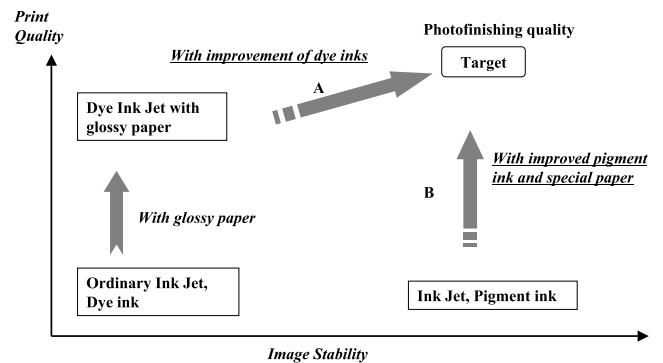 Print
Quality
Photofinishing quality
With improvement of dye inks
Target
A
Dye Ink Jet with
glossy paper
With improved pigment
ink and special paper
B
With glossy paper
Ordinary Ink Jet,
Dye ink
Ink Jet, Pigment ink
Image Stability